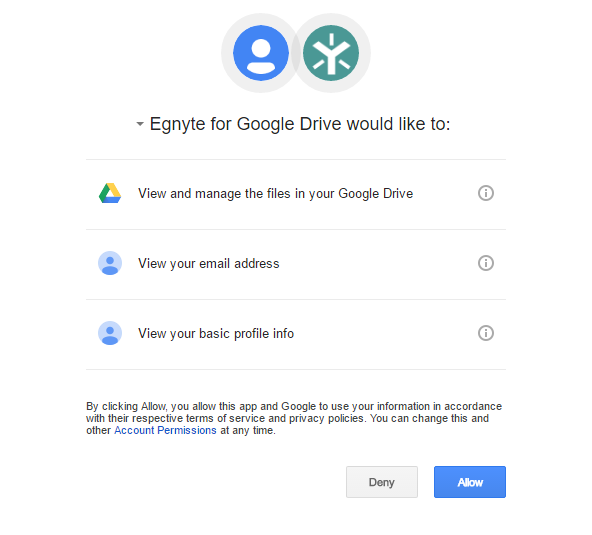 Egnyte for Google Drive would like to:
View and manage the files in your Google Drive
View your email address
View your basic profile info
By clicking Allow, you allow this app and Google to use your information in accordance
with their respective terms of service and privacy policies. You can change this and
other Account Permissions at any time.
Deny
Allow